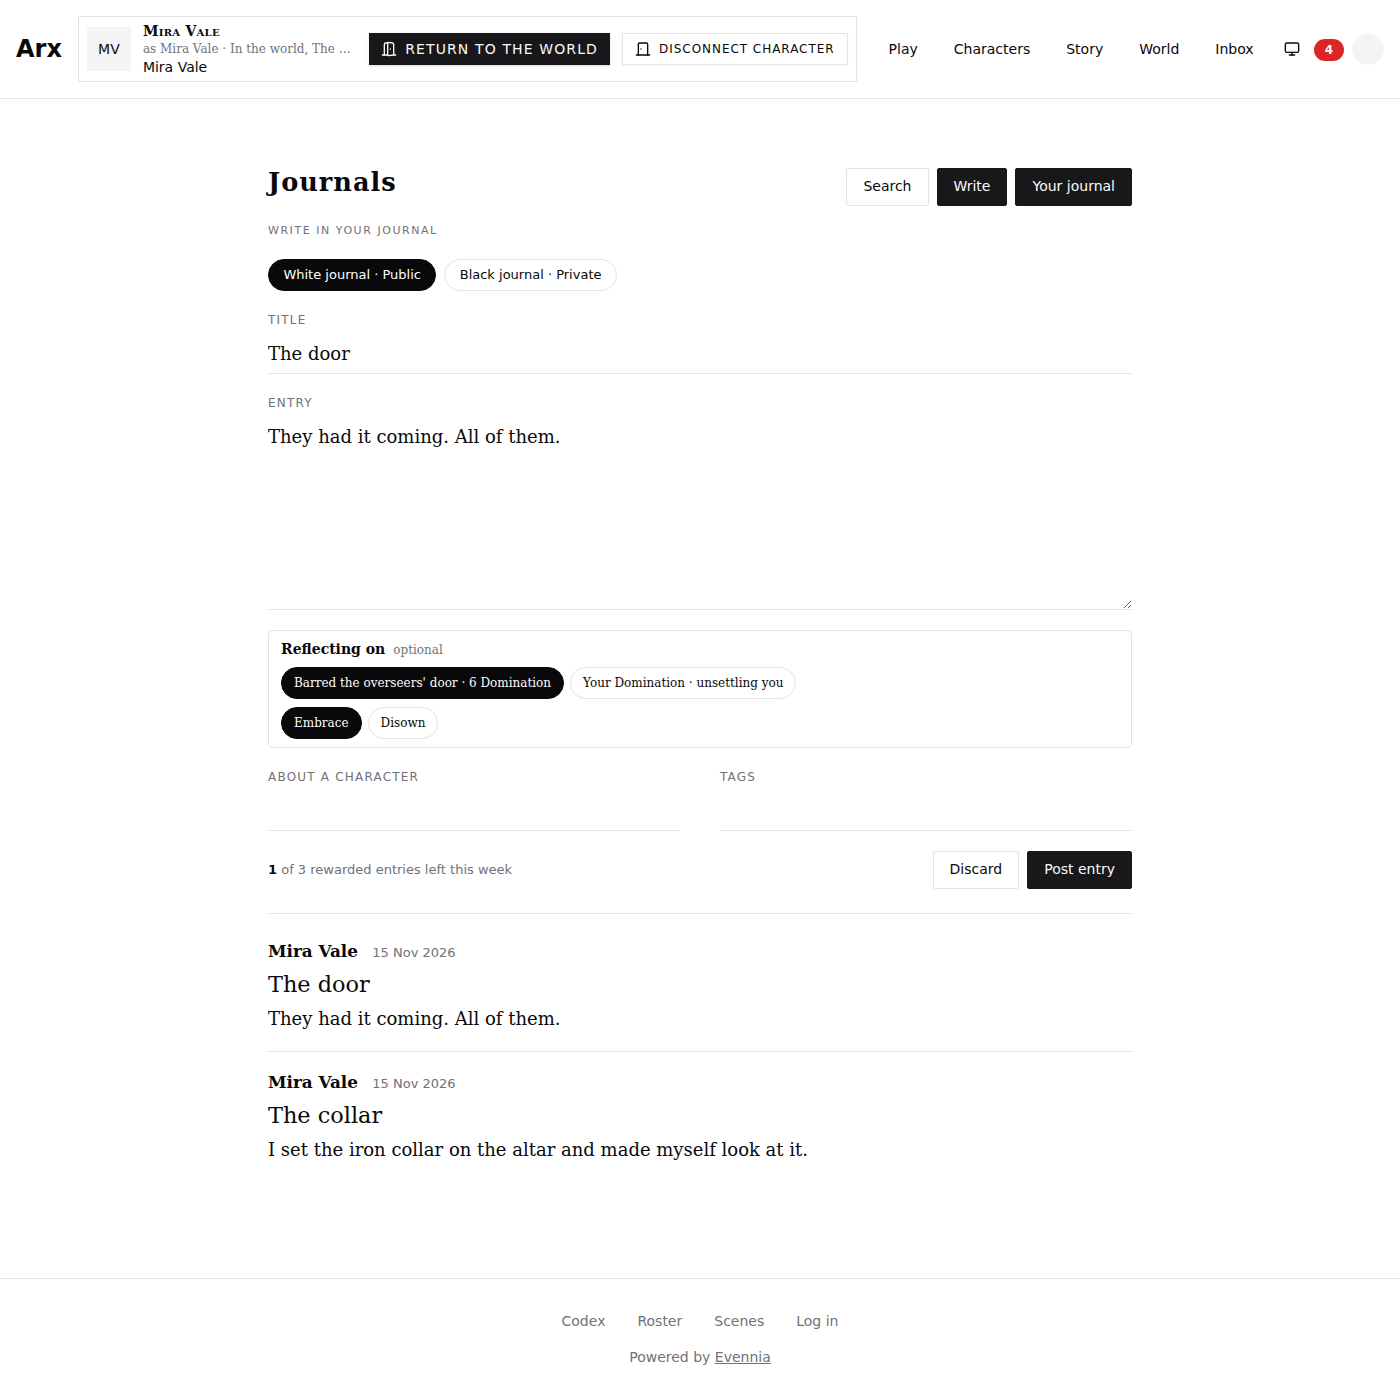 Arx
MV
Mira Vale
as Mira Vale · In the world, The ...
Mira Vale
RETURN TO THE WORLD
DISCONNECT CHARACTER
Play
Characters
Story
World
Inbox
4
Journals
Search
Write
Your journal
WRITE IN YOUR JOURNAL
White journal · Public
Black journal · Private
TITLE
The door
ENTRY
They had it coming. All of them.
Reflecting on optional
Barred the overseers' door · 6 Domination
Your Domination · unsettling you
Embrace
Disown
ABOUT A CHARACTER
TAGS
1 of 3 rewarded entries left this week
Discard
Post entry
Mira Vale 15 Nov 2026
The door
They had it coming. All of them.
Mira Vale 15 Nov 2026
The collar
I set the iron collar on the altar and made myself look at it.
Codex
Roster
Scenes
Log in
Powered by Evennia